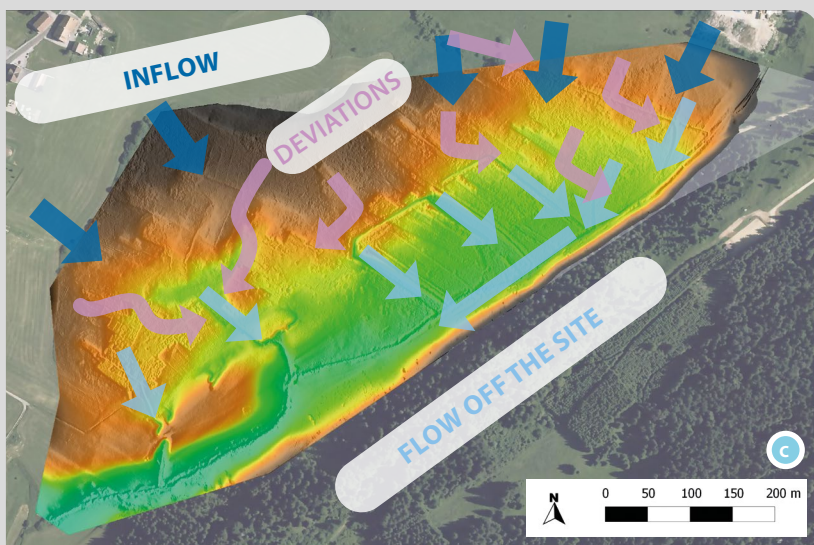 INFLOW
DEVIATIONS
FLOW OFF THE SITE
C
N
0 50 100 150 200 m